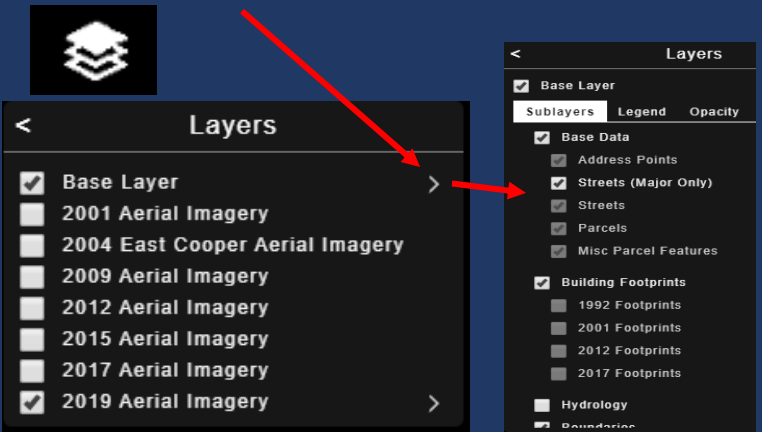 < Layers
Base Layer >
2001 Aerial Imagery
2004 East Cooper Aerial Imagery
2009 Aerial Imagery
2012 Aerial Imagery
2015 Aerial Imagery
2017 Aerial Imagery
2019 Aerial Imagery >
< Layers
Base Layer
Sublayers Legend Opacity
Base Data
Address Points
Streets (Major Only)
Streets
Parcels
Misc Parcel Features
Building Footprints
1992 Footprints
2001 Footprints
2012 Footprints
2017 Footprints
Hydrology
Boundaries